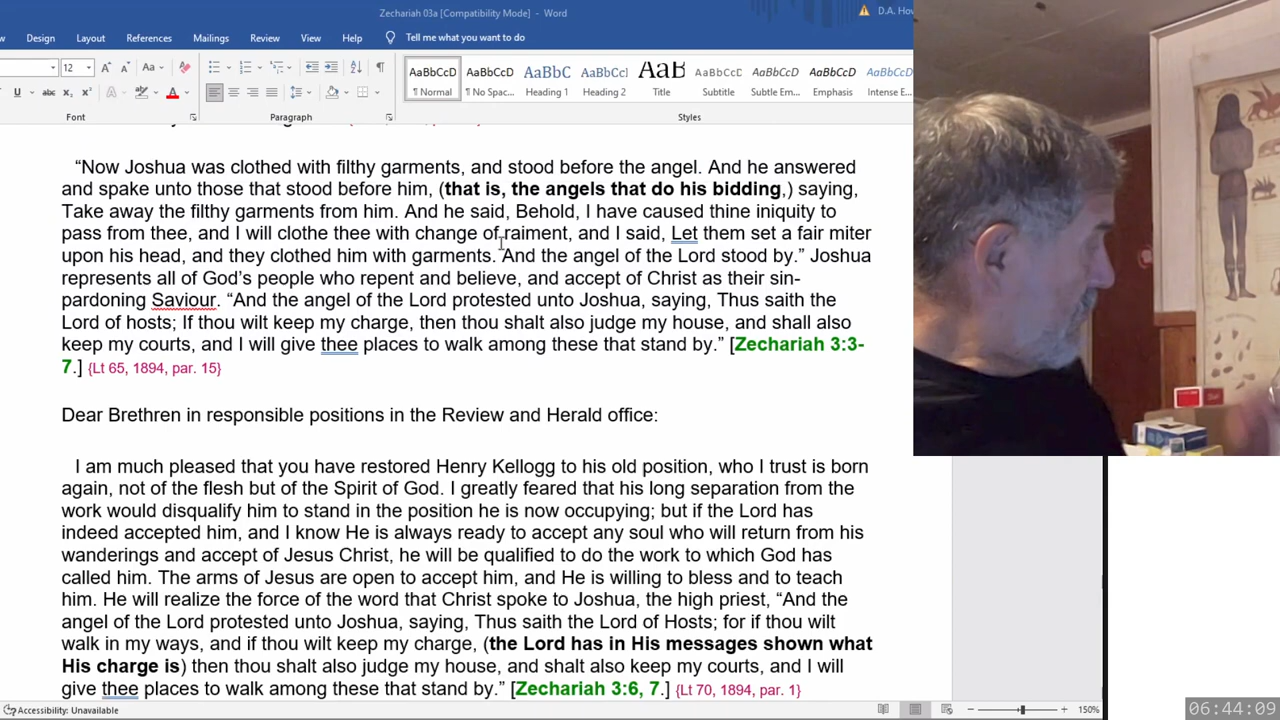 Zechariah 03a [Compatibility Mode] - Word
D.A. Hov
Design Layout References Mailings Review View Help Tell me what you want to do
12 Aa
U abc x₂ x² A A
AaBbCcD AaBbCcD AaBbC AaBbCcl AaB AaBbCcD AaBbCcD AaBbCcD AaBbCcD
¶ Normal ¶ No Spac... Heading 1 Heading 2 Title Subtitle Subtle Em... Emphasis Intense E...
Font Paragraph Styles
“Now Joshua was clothed with filthy garments, and stood before the angel. And he answered
and spake unto those that stood before him, (that is, the angels that do his bidding,) saying,
Take away the filthy garments from him. And he said, Behold, I have caused thine iniquity to
pass from thee, and I will clothe thee with change of raiment, and I said, Let them set a fair miter
upon his head, and they clothed him with garments. And the angel of the Lord stood by.” Joshua
represents all of God’s people who repent and believe, and accept of Christ as their sin-
pardoning Saviour. “And the angel of the Lord protested unto Joshua, saying, Thus saith the
Lord of hosts; If thou wilt keep my charge, then thou shalt also judge my house, and shall also
keep my courts, and I will give thee places to walk among these that stand by.” [Zechariah 3:3-
7.] {Lt 65, 1894, par. 15}
Dear Brethren in responsible positions in the Review and Herald office:
I am much pleased that you have restored Henry Kellogg to his old position, who I trust is born
again, not of the flesh but of the Spirit of God. I greatly feared that his long separation from the
work would disqualify him to stand in the position he is now occupying; but if the Lord has
indeed accepted him, and I know He is always ready to accept any soul who will return from his
wanderings and accept of Jesus Christ, he will be qualified to do the work to which God has
called him. The arms of Jesus are open to accept him, and He is willing to bless and to teach
him. He will realize the force of the word that Christ spoke to Joshua, the high priest, “And the
angel of the Lord protested unto Joshua, saying, Thus saith the Lord of Hosts; for if thou wilt
walk in my ways, and if thou wilt keep my charge, (the Lord has in His messages shown what
His charge is) then thou shalt also judge my house, and shalt also keep my courts, and I will
give thee places to walk among these that stand by.” [Zechariah 3:6, 7.] {Lt 70, 1894, par. 1}
Accessibility: Unavailable
150%
06:44:09